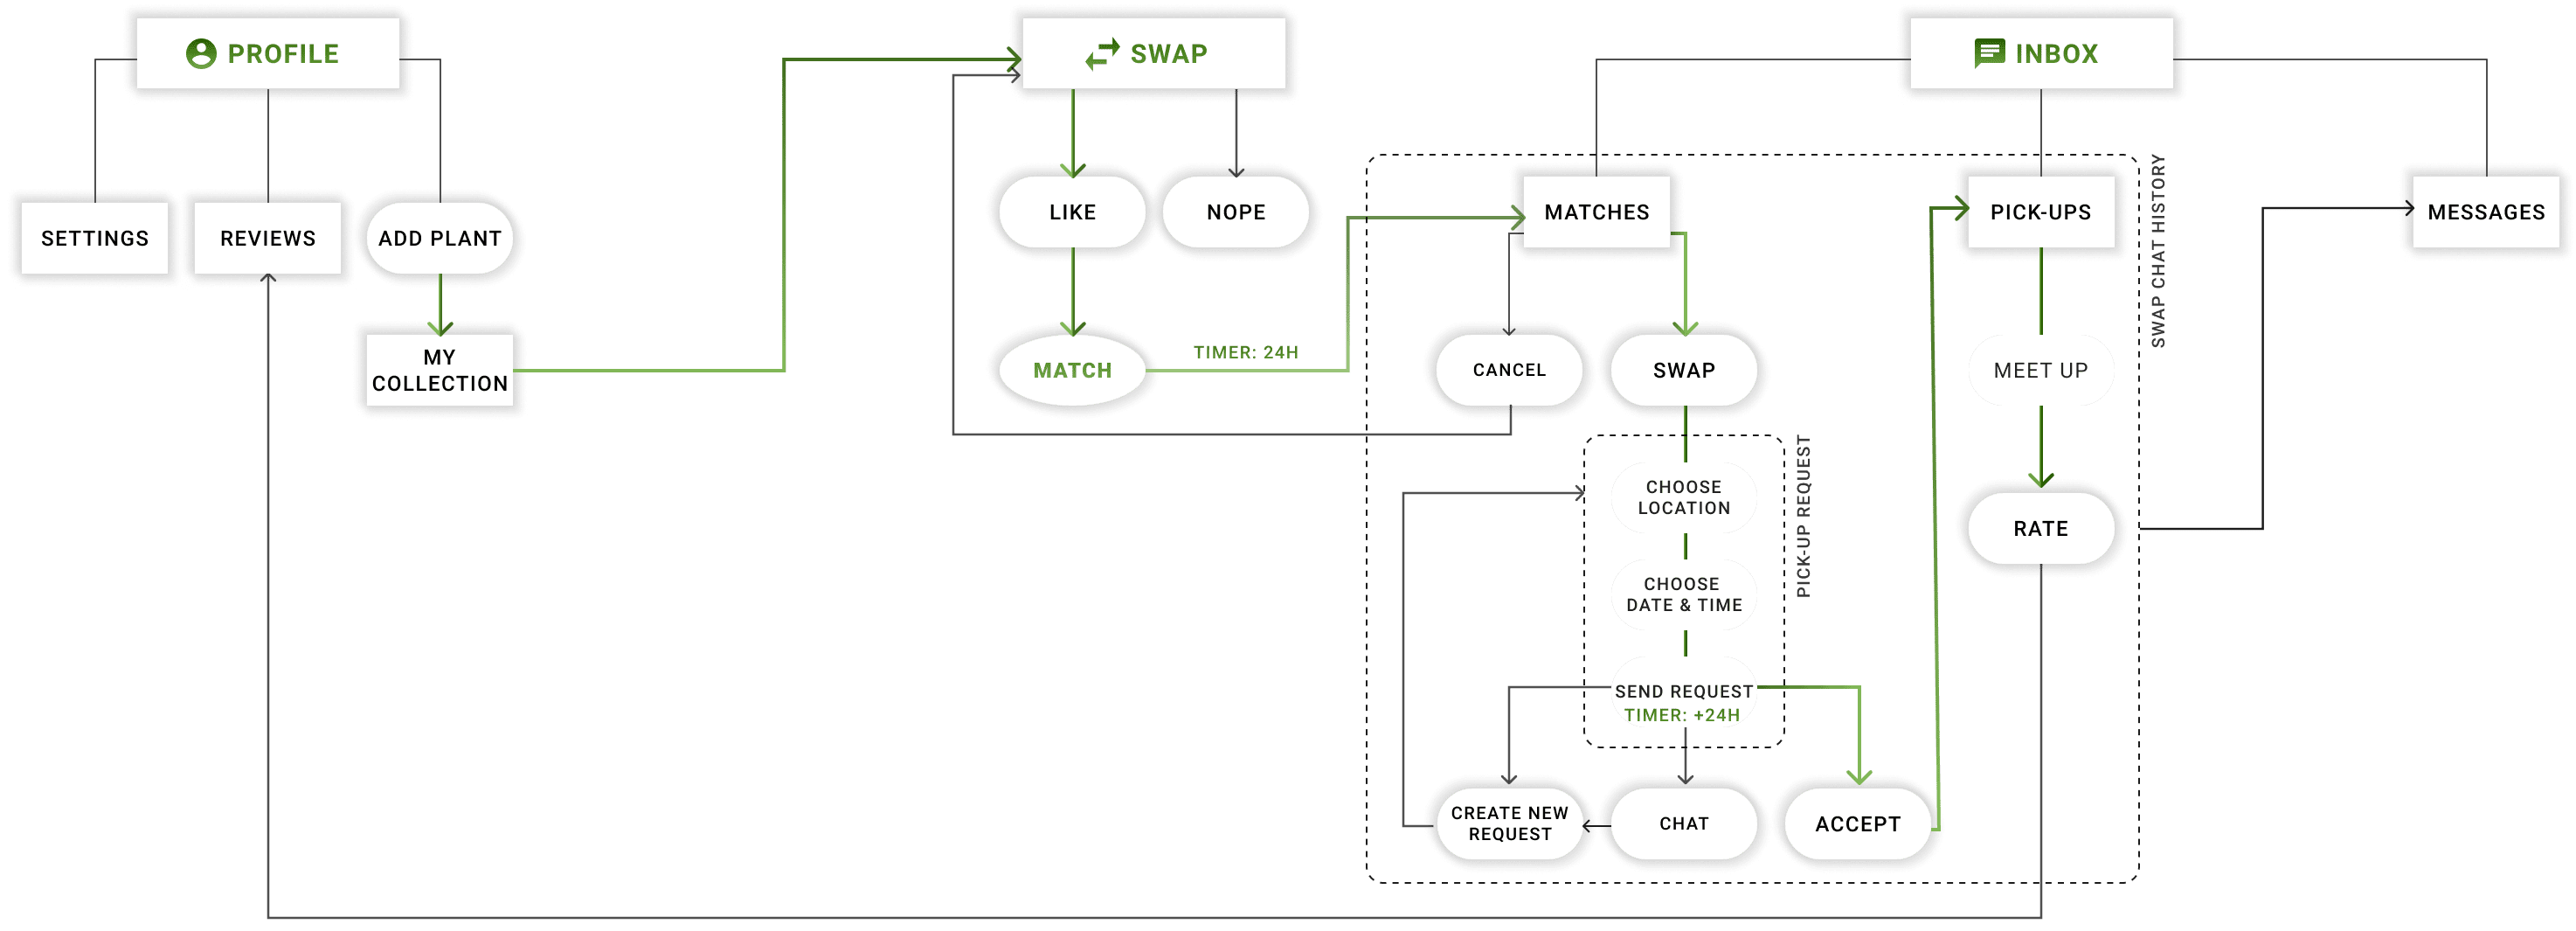 PROFILE
SWAP
INBOX
SETTINGS
REVIEWS
ADD PLANT
MY
COLLECTION
LIKE
NOPE
MATCH
TIMER: 24H
MATCHES
PICK-UPS
MESSAGES
SWAP CHAT HISTORY
CANCEL
SWAP
MEET UP
PICK-UP REQUEST
CHOOSE
LOCATION
RATE
CHOOSE
DATE & TIME
SEND REQUEST
TIMER: +24H
CREATE NEW
REQUEST
CHAT
ACCEPT